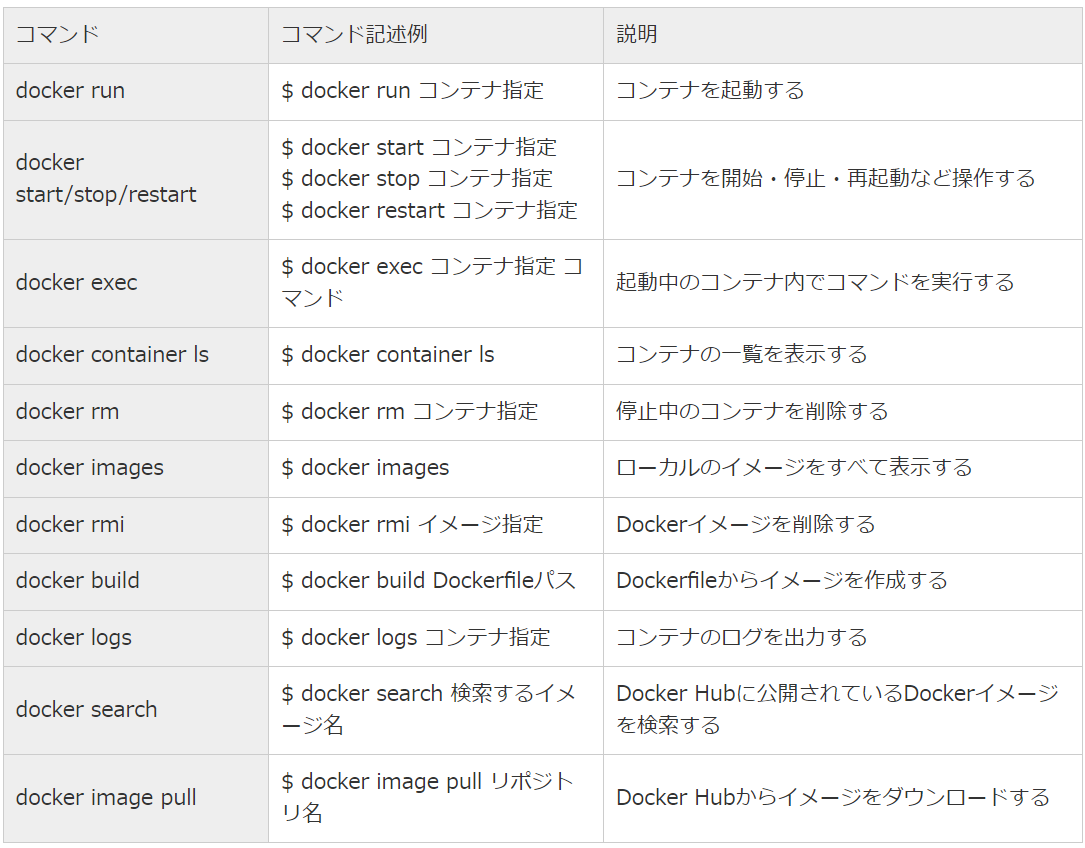 コマンド
コマンド記述例
説明
docker run
$ docker run コンテナ指定
コンテナを起動する
docker
start/stop/restart
$ docker start コンテナ指定
$ docker stop コンテナ指定
$ docker restart コンテナ指定
コンテナを開始・停止・再起動など操作する
docker exec
$ docker exec コンテナ指定 コ
マンド
起動中のコンテナ内でコマンドを実行する
docker container ls
$ docker container ls
コンテナの一覧を表示する
docker rm
$ docker rm コンテナ指定
停止中のコンテナを削除する
docker images
$ docker images
ローカルのイメージをすべて表示する
docker rmi
$ docker rmi イメージ指定
Dockerイメージを削除する
docker build
$ docker build Dockerfileパス
Dockerfileからイメージを作成する
docker logs
$ docker logs コンテナ指定
コンテナのログを出力する
docker search
$ docker search 検索するイメ
ージ名
Docker Hubに公開されているDockerイメージ
を検索する
docker image pull
$ docker image pull リポジト
リ名
Docker Hubからイメージをダウンロードする